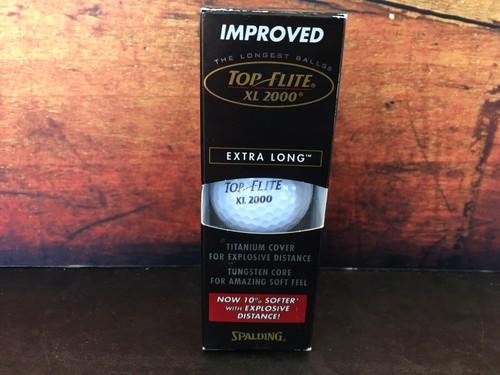 IMPROVED
THE LONGEST BALLS®
TOP-FLITE®
XL 2000®
EXTRA LONG™
TOP-FLITE
XL 2000
TITANIUM COVER
FOR EXPLOSIVE DISTANCE
TUNGSTEN CORE
FOR AMAZING SOFT FEEL
NOW 10% SOFTER*
WITH EXPLOSIVE
DISTANCE!
SPALDING®